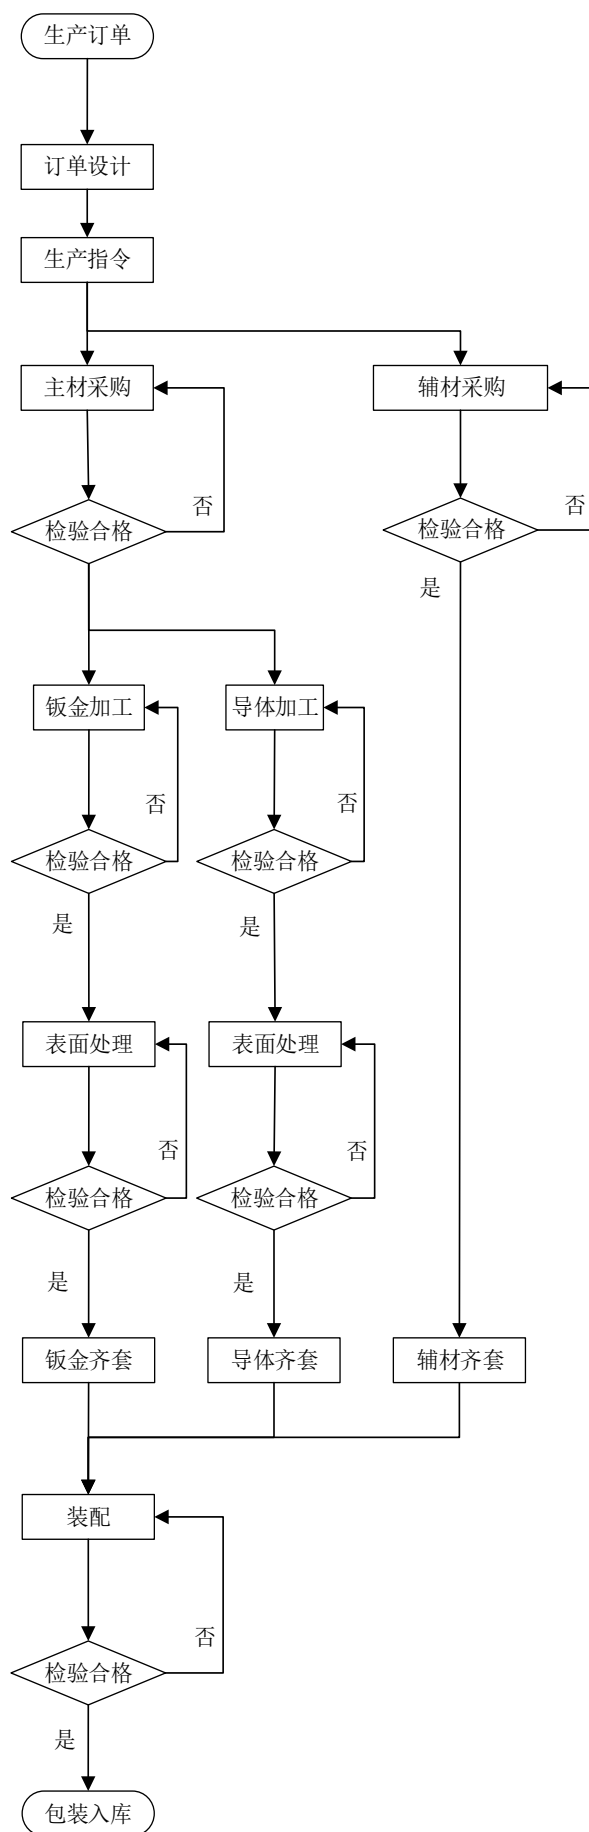 生产订单
订单设计
生产指令
主材采购
辅材采购
否
否
检验合格
检验合格
是
钣金加工
导体加工
否
否
检验合格
检验合格
是
是
表面处理
表面处理
否
否
检验合格
检验合格
是
是
钣金齐套
导体齐套
辅材齐套
装配
否
检验合格
是
包装入库